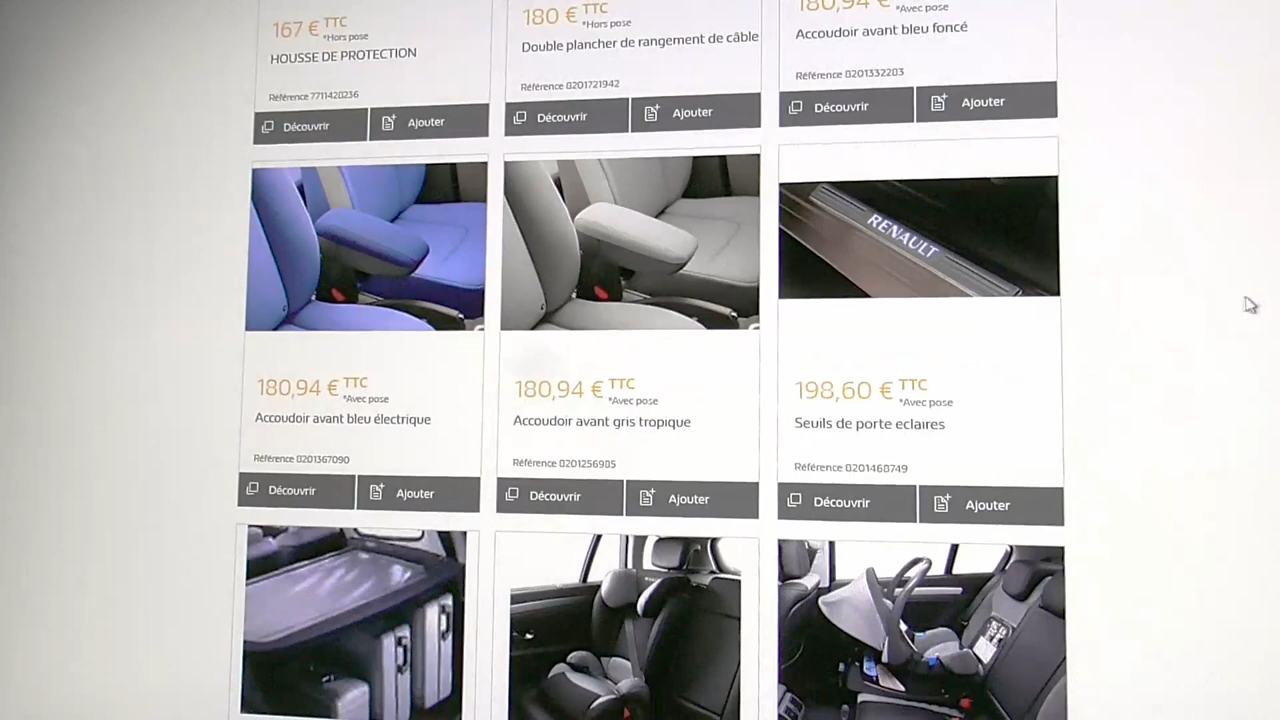 167 € TTC
*Hors pose
HOUSSE DE PROTECTION
Référence 7711420236
Découvrir
Ajouter
180 € TTC
*Hors pose
Double plancher de rangement de câble
Référence 0201721942
Découvrir
Ajouter
180,94 € TTC
*Avec pose
Accoudoir avant bleu foncé
Référence 0201332203
Découvrir
Ajouter
180,94 € TTC
*Avec pose
Accoudoir avant bleu électrique
Référence 0201367090
Découvrir
Ajouter
180,94 € TTC
*Avec pose
Accoudoir avant gris tropique
Référence 0201256905
Découvrir
Ajouter
RENAULT
198,60 € TTC
*Avec pose
Seuils de porte eclaires
Référence 0201460749
Découvrir
Ajouter